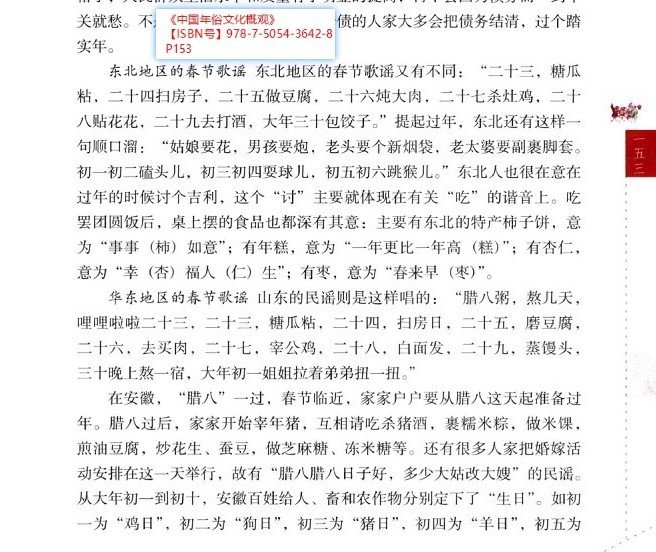 《中国年俗文化概观》
【ISBN号】978-7-5054-3642-8
P153
关就愁。不
债的人家大多会把债务结清，过个踏
实年。
东北地区的春节歌谣 东北地区的春节歌谣又有不同：“二十三，糖瓜
粘，二十四扫房子，二十五做豆腐，二十六炖大肉，二十七杀灶鸡，二十
八贴花花，二十九去打酒，大年三十包饺子。”提起过年，东北还有这样一
句顺口溜：“姑娘要花，男孩要炮，老头要个新烟袋，老太婆要副裹脚套。
初一初二磕头儿，初三初四耍球儿，初五初六跳猴儿。”东北人也很在意在
过年的时候讨个吉利，这个“讨”主要就体现在有关“吃”的谐音上。吃
罢团圆饭后，桌上摆的食品也都深有其意：主要有东北的特产柿子饼，意
为“事事（柿）如意”；有年糕，意为“一年更比一年高（糕）”；有杏仁，
意为“幸（杏）福人（仁）生”；有枣，意为“春来早（枣）”。
华东地区的春节歌谣 山东的民谣则是这样唱的：“腊八粥，熬几天，
哩哩啦啦二十三，二十三，糖瓜粘，二十四，扫房日，二十五，磨豆腐，
二十六，去买肉，二十七，宰公鸡，二十八，白面发，二十九，蒸馒头，
三十晚上熬一宿，大年初一姐姐拉着弟弟扭一扭。”
在安徽，“腊八”一过，春节临近，家家户户要从腊八这天起准备过
年。腊八过后，家家开始宰年猪，互相请吃杀猪酒，裹糯米粽，做米馃，
煎油豆腐，炒花生、蚕豆，做芝麻糖、冻米糖等。还有很多人家把婚嫁活
动安排在这一天举行，故有“腊八腊八日子好，多少大姑改大嫂”的民谣。
从大年初一到初十，安徽百姓给人、畜和农作物分别定下了“生日”。如初
一为“鸡日”，初二为“狗日”，初三为“猪日”，初四为“羊日”，初五为
一五三